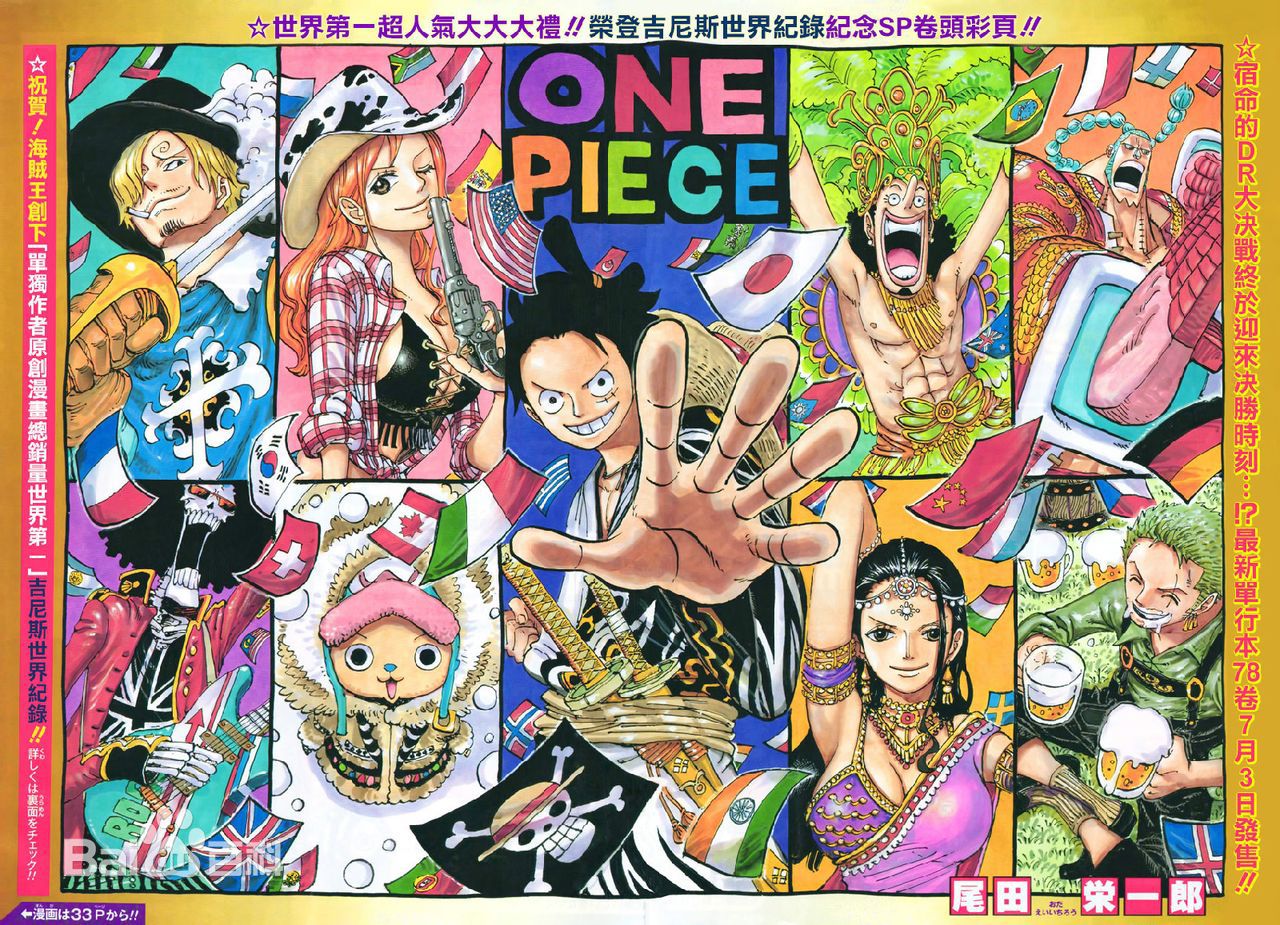 ☆世界第一超人氣大大大禮!!榮登吉尼斯世界紀錄紀念SP卷頭彩頁!!
☆祝賀!海賊王創下「單獨作者原創漫畫總銷量世界第一」吉尼斯世界紀錄!!
詳しくは裏面をチェック!!
ONE
PIECE
☆宿命的DR大決戰終於迎來決勝時刻…!?最新單行本78卷7月3日發售!!
Bai百科
←漫画は33Pから!!
尾田栄一郎
おだえいいちろう